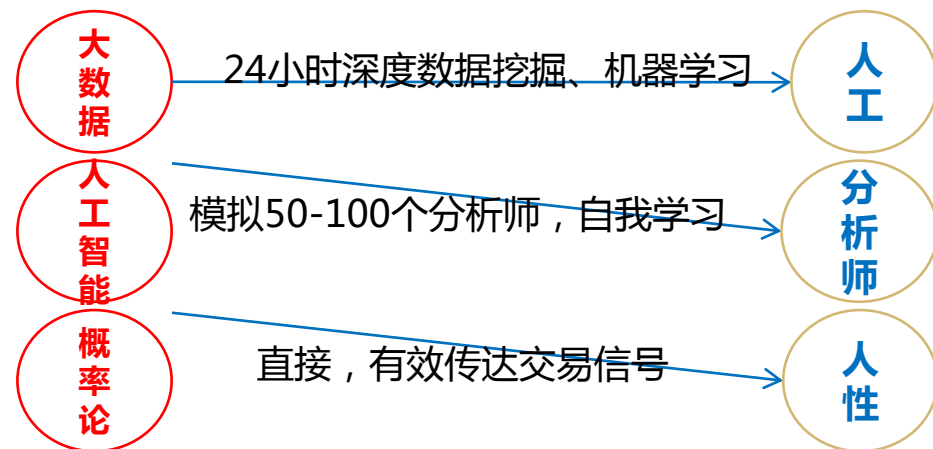 大数据
24小时深度数据挖掘、机器学习
人工
人工智能
模拟50-100个分析师，自我学习
分析师
概率论
直接，有效传达交易信号
人性